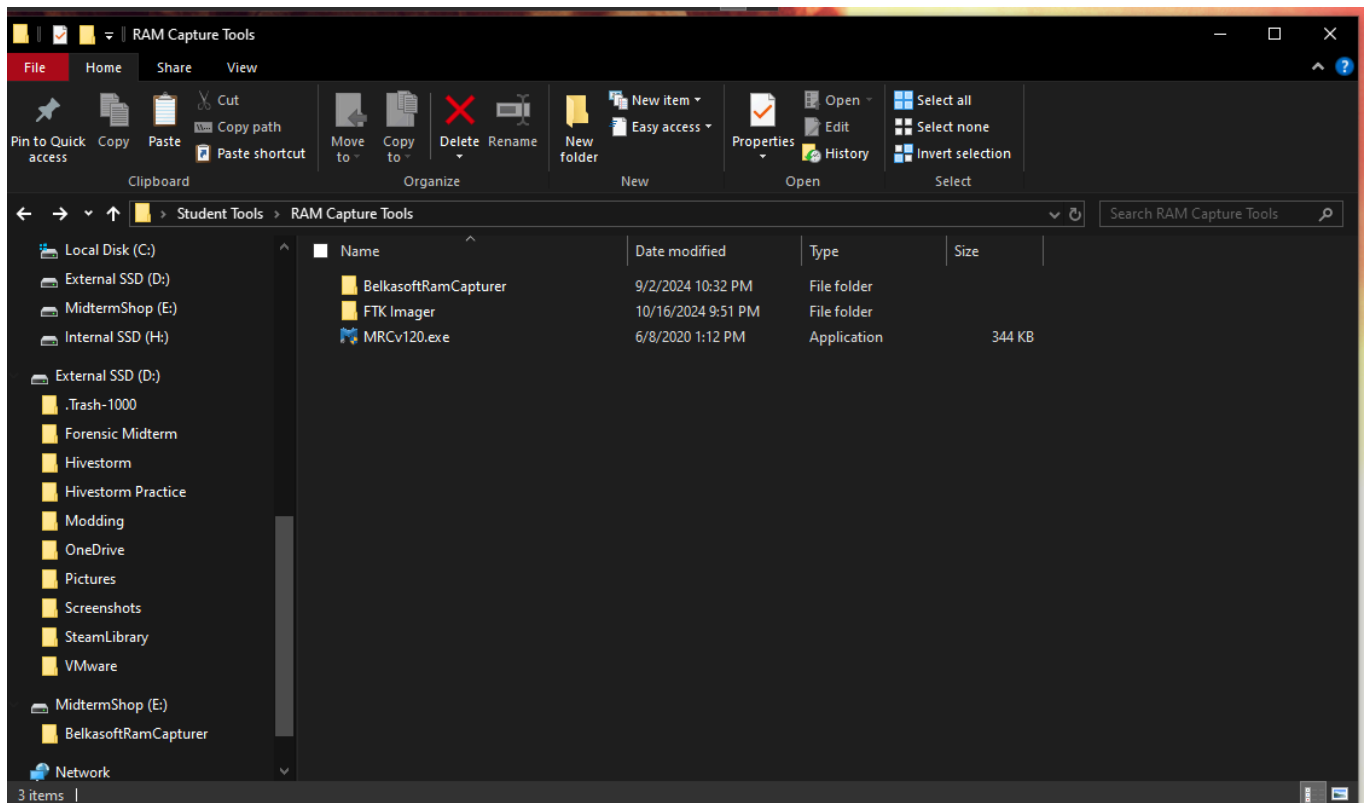 RAM Capture Tools
File Home Share View
Pin to Quick access
Copy
Paste
Cut
Copy path
Paste shortcut
Clipboard
Move to
Copy to
Delete
Rename
Organize
New folder
New item
Easy access
New
Properties
Open
Edit
History
Open
Select all
Select none
Invert selection
Select
Student Tools > RAM Capture Tools
Search RAM Capture Tools
Local Disk (C:)
External SSD (D:)
MidtermShop (E:)
Internal SSD (H:)
External SSD (D:)
.Trash-1000
Forensic Midterm
Hivestorm
Hivestorm Practice
Modding
OneDrive
Pictures
Screenshots
SteamLibrary
VMware
MidtermShop (E:)
BelkasoftRamCapturer
Network
Name Date modified Type Size
BelkasoftRamCapturer 9/2/2024 10:32 PM File folder
FTK Imager 10/16/2024 9:51 PM File folder
MRCv120.exe 6/8/2020 1:12 PM Application 344 KB
3 items